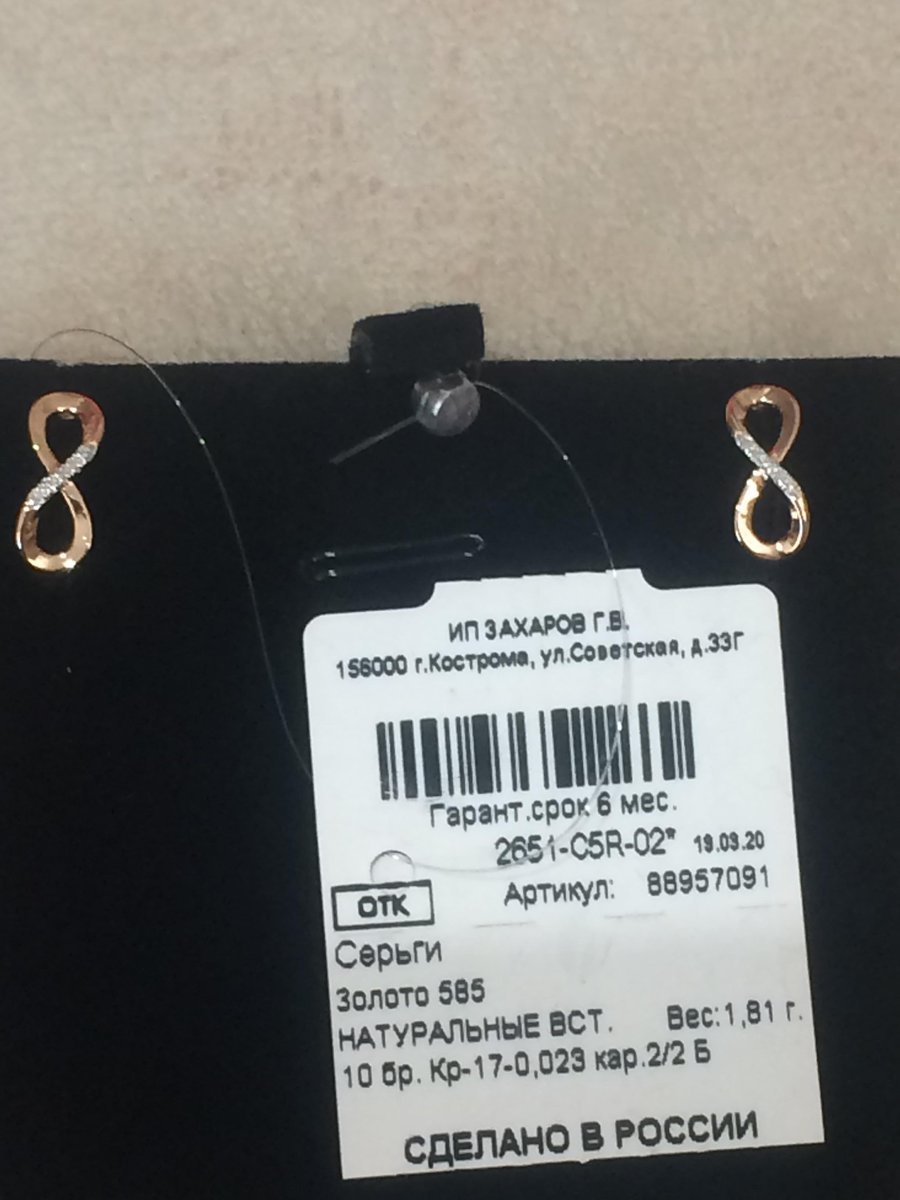 ИП ЗАХАРОВ Г.В.
156000 г.Кострома, ул.Советская, д.33Г
Гарант.срок 6 мес.
2651-C5R-02* 19.03.20
Артикул: 88957091
ОТК
Серьги
Золото 585
НАТУРАЛЬНЫЕ ВСТ. Вес:1,81 г.
10 бр. Кр-17-0,023 кар.2/2 Б
СДЕЛАНО В РОССИИ